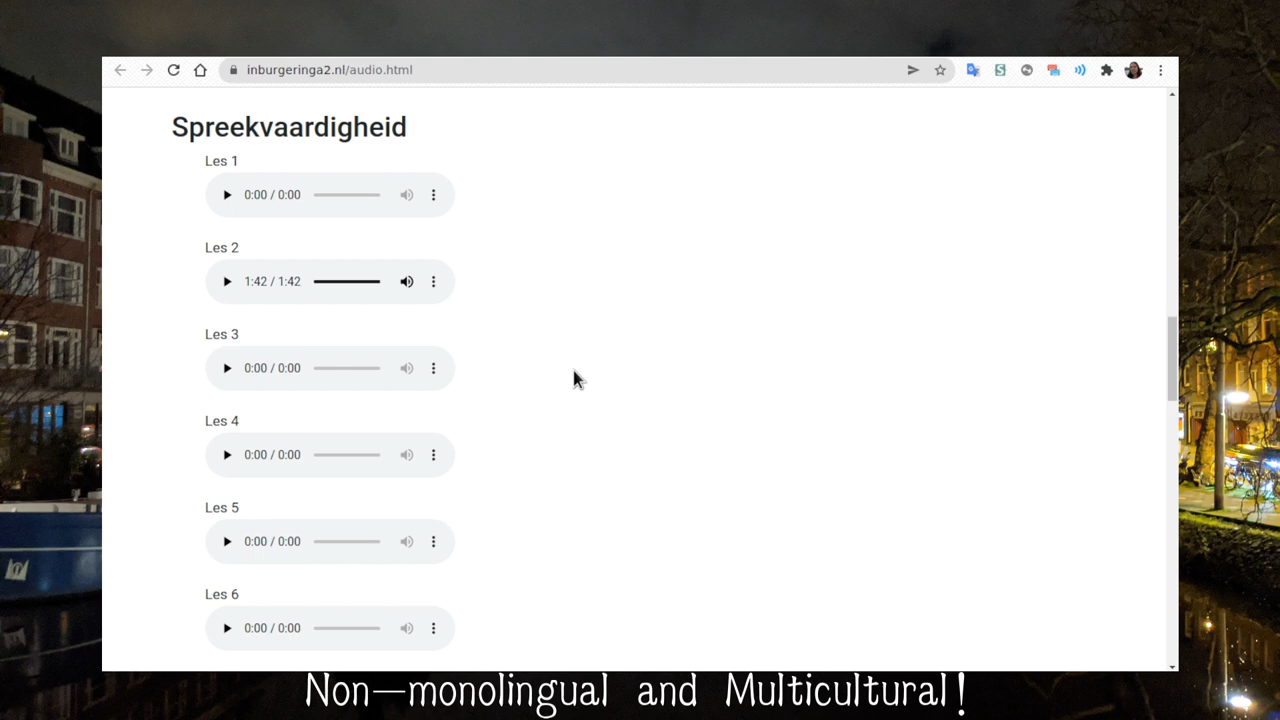 inburgeringa2.nl/audio.html
Spreekvaardigheid
Les 1
0:00 / 0:00
Les 2
1:42 / 1:42
Les 3
0:00 / 0:00
Les 4
0:00 / 0:00
Les 5
0:00 / 0:00
Les 6
0:00 / 0:00
Non—monolingual and Multicultural!